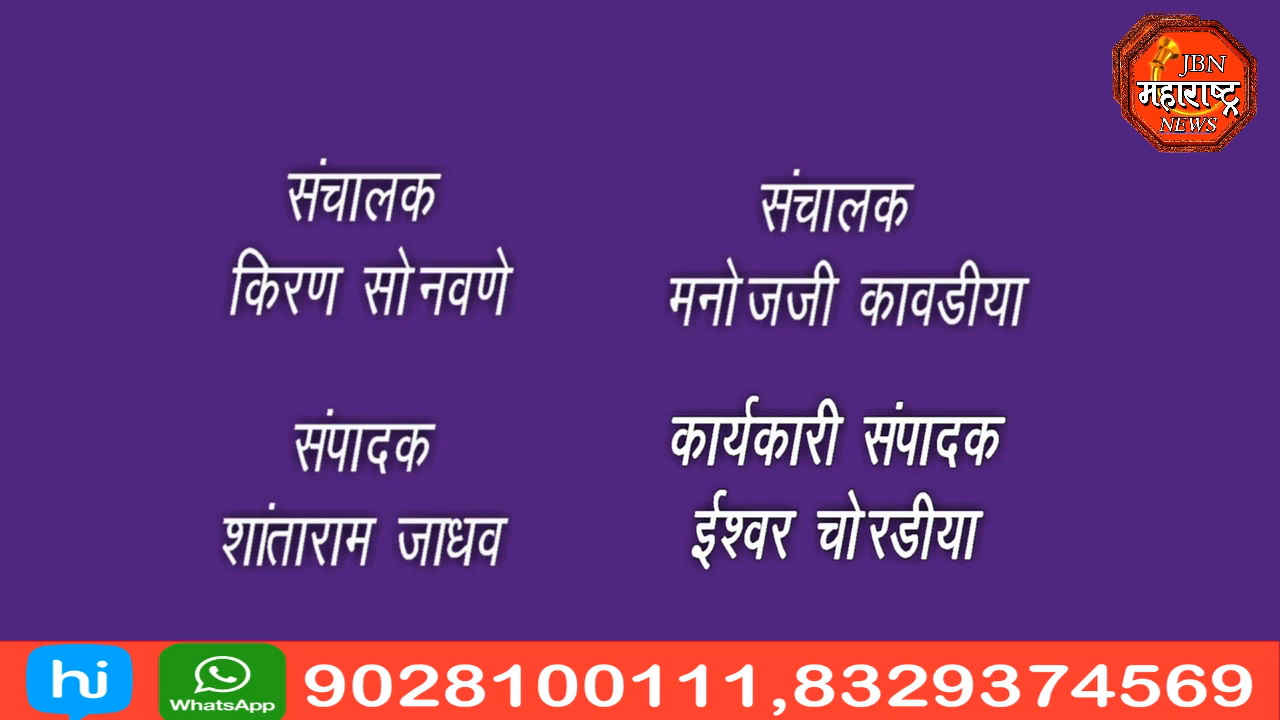 JBN
महाराष्ट्र
NEWS
संचालक
किरण सोनवणे
संचालक
मनोजजी कावडीया
संपादक
शांताराम जाधव
कार्यकारी संपादक
ईश्वर चोरडीया
hi
WhatsApp
9028100111,8329374569